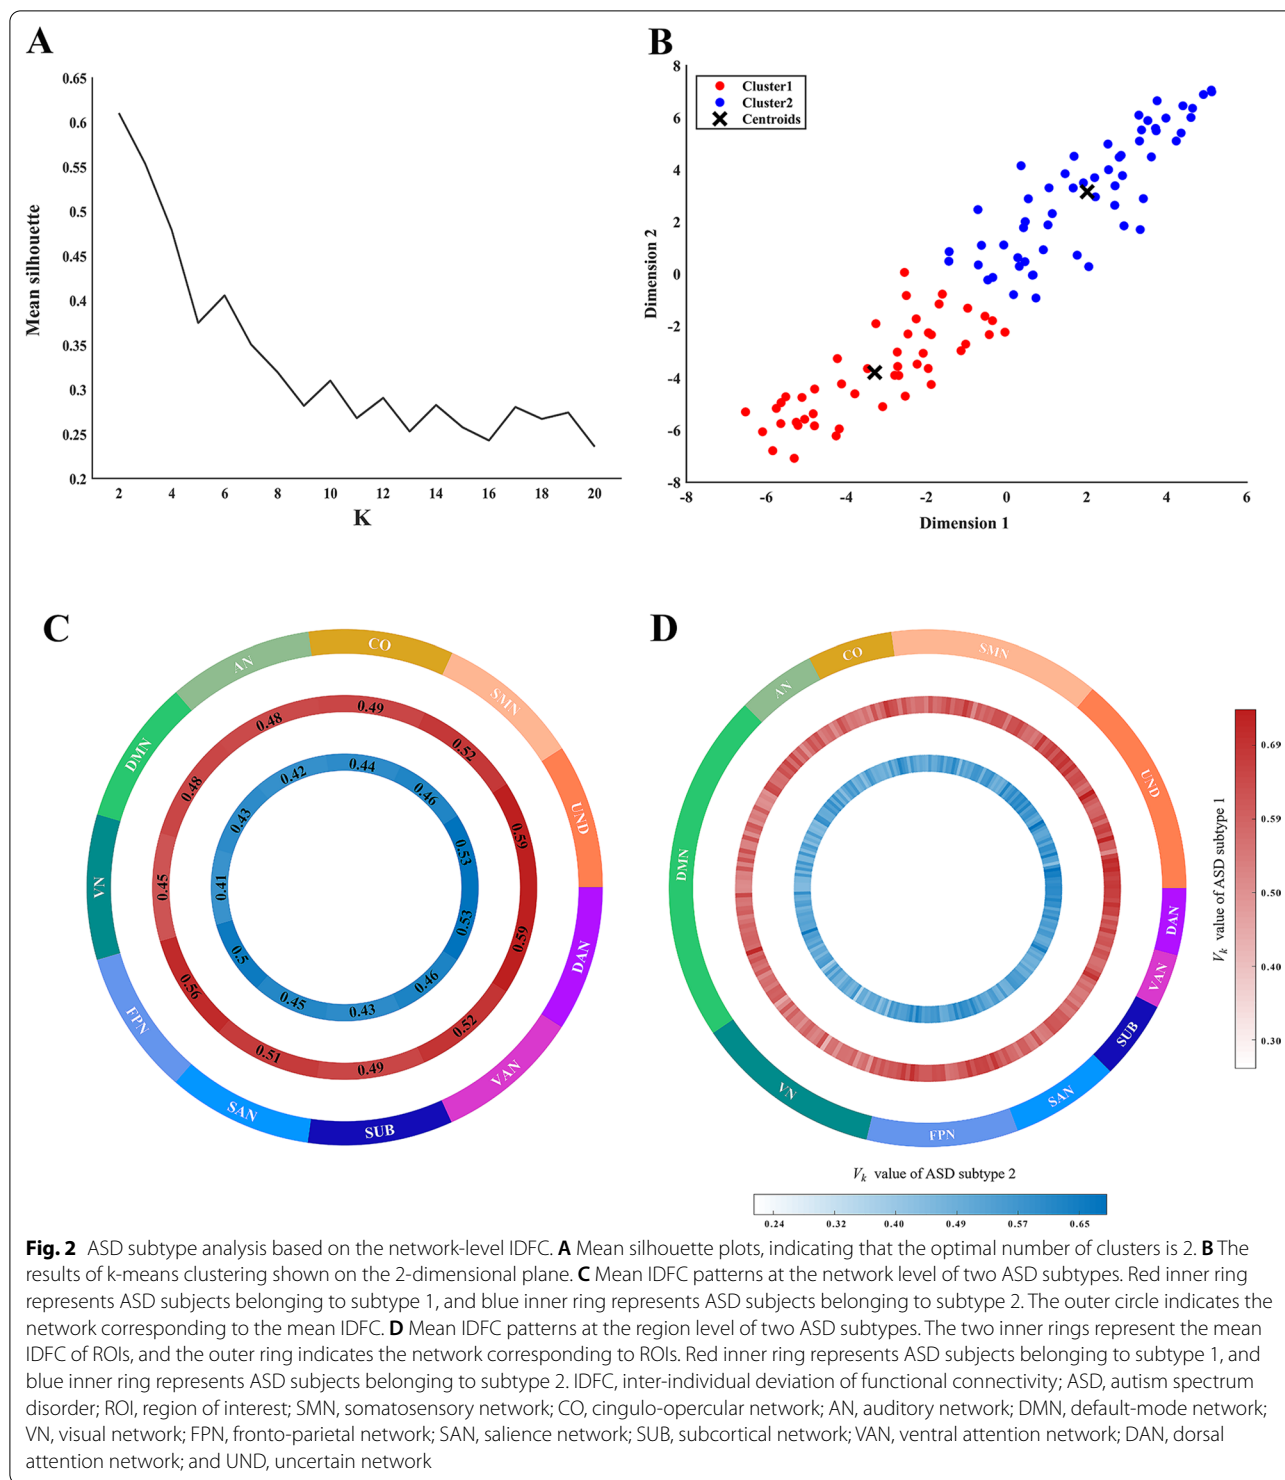 A
Mean silhouette
0.65
0.6
0.55
0.5
0.45
0.4
0.35
0.3
0.25
0.2
2 4 6 8 10 12 14 16 18 20
K
B
Cluster1
Cluster2
Centroids
Dimension 2
8
6
4
2
0
-2
-4
-6
-8
-8 -6 -4 -2 0 2 4 6
Dimension 1
C
CO
SMN
UND
DAN
VAN
SUB
SAN
FPN
VN
DMN
AN
0.49
0.52
0.59
0.59
0.52
0.49
0.51
0.56
0.45
0.48
0.48
0.44
0.46
0.53
0.53
0.46
0.43
0.45
0.5
0.41
0.43
0.42
D
CO
SMN
UND
DAN
VAN
SUB
SAN
FPN
VN
DMN
AN
Vk value of ASD subtype 1
0.69
0.59
0.50
0.40
0.30
Vk value of ASD subtype 2
0.24 0.32 0.40 0.49 0.57 0.65
Fig. 2 ASD subtype analysis based on the network-level IDFC. A Mean silhouette plots, indicating that the optimal number of clusters is 2. B The
results of k-means clustering shown on the 2-dimensional plane. C Mean IDFC patterns at the network level of two ASD subtypes. Red inner ring
represents ASD subjects belonging to subtype 1, and blue inner ring represents ASD subjects belonging to subtype 2. The outer circle indicates the
network corresponding to the mean IDFC. D Mean IDFC patterns at the region level of two ASD subtypes. The two inner rings represent the mean
IDFC of ROIs, and the outer ring indicates the network corresponding to ROIs. Red inner ring represents ASD subjects belonging to subtype 1, and
blue inner ring represents ASD subjects belonging to subtype 2. IDFC, inter-individual deviation of functional connectivity; ASD, autism spectrum
disorder; ROI, region of interest; SMN, somatosensory network; CO, cingulo-opercular network; AN, auditory network; DMN, default-mode network;
VN, visual network; FPN, fronto-parietal network; SAN, salience network; SUB, subcortical network; VAN, ventral attention network; DAN, dorsal
attention network; and UND, uncertain network